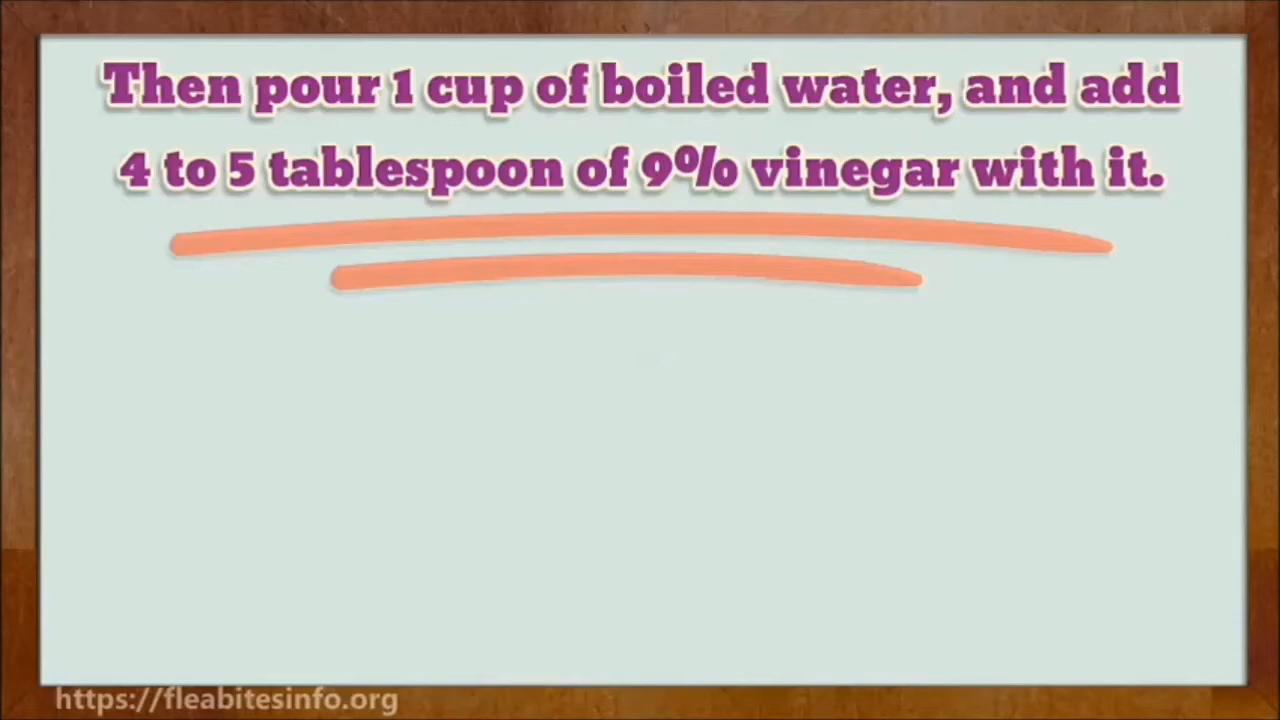 Then pour 1 cup of boiled water, and add
4 to 5 tablespoon of 9% vinegar with it.
https://fleabitesinfo.org